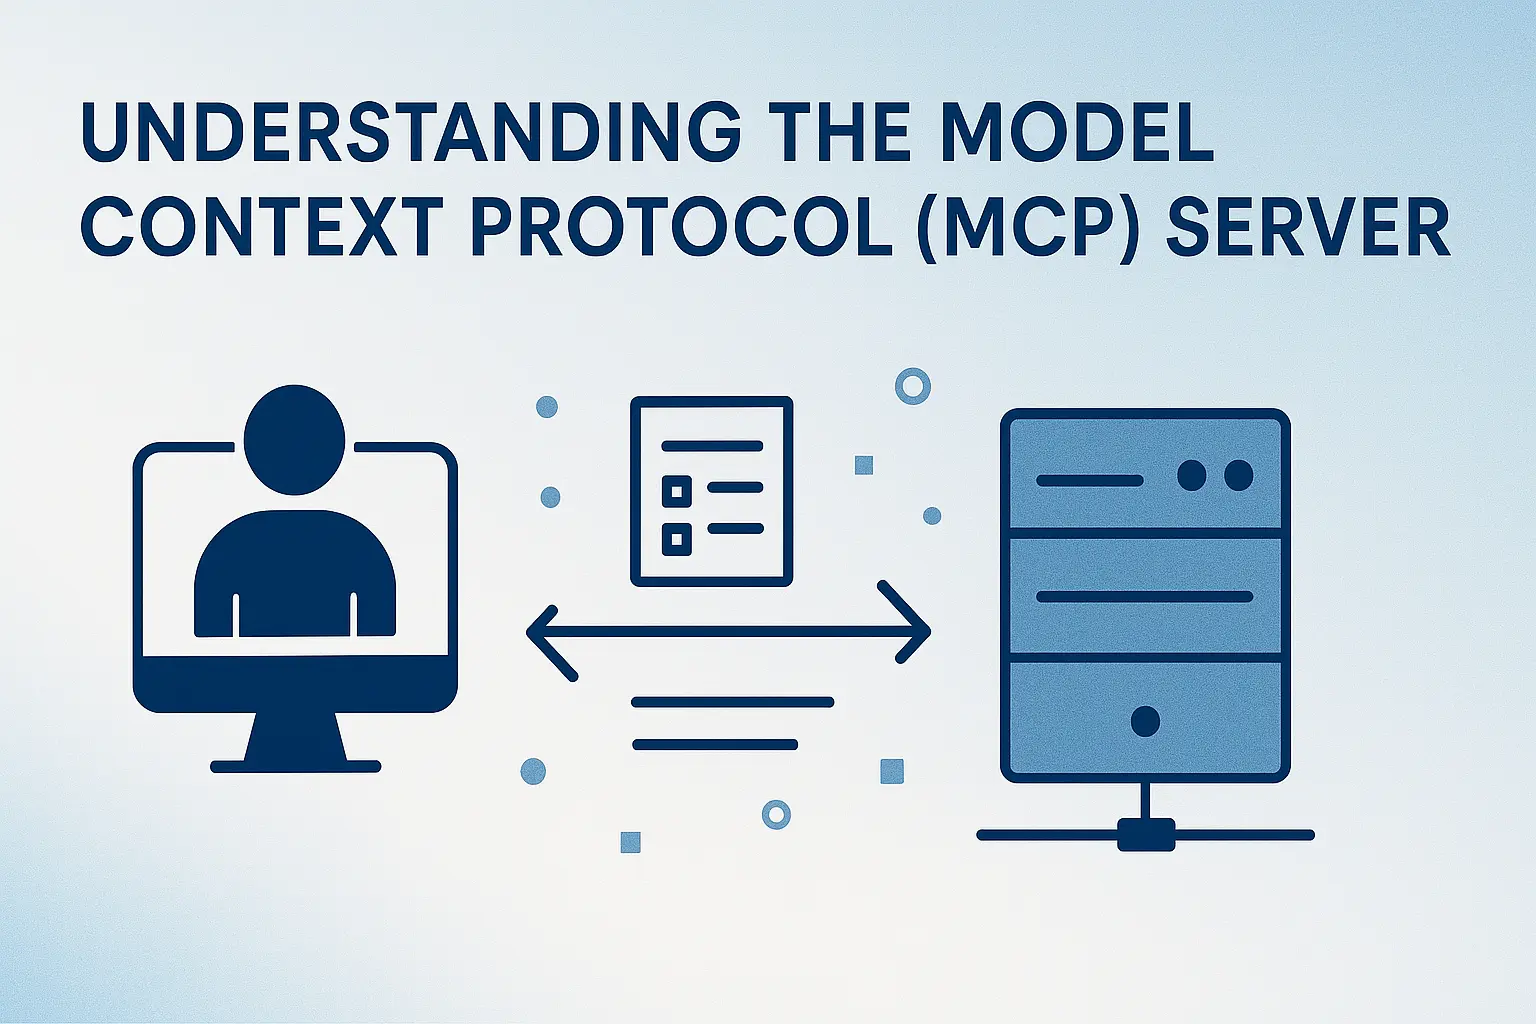 UNDERSTANDING THE MODEL
CONTEXT PROTOCOL (MCP) SERVER